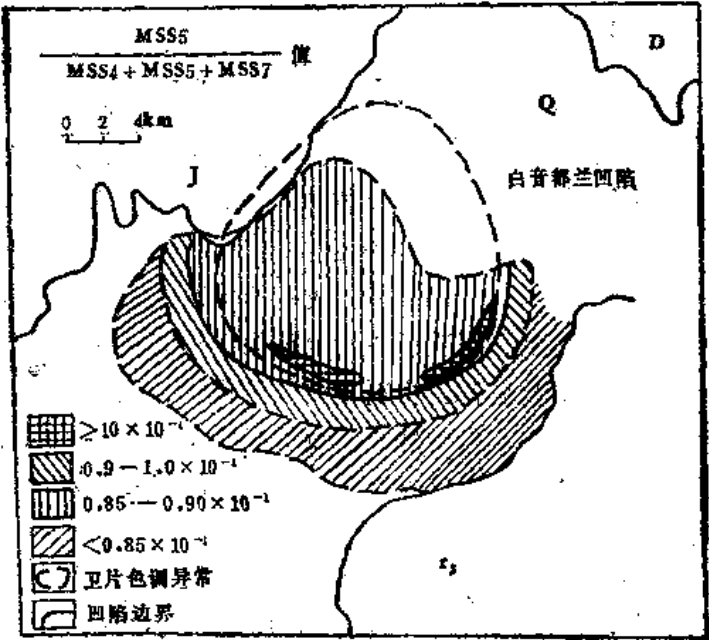 MSS5
MSS4+MSS5+MSS7
值
0 2 4km
D
Q
J
白音都兰凹陷
≥10×10⁻¹
0.9—1.0×10⁻¹
0.85—0.90×10⁻¹
<0.85×10⁻¹
卫片色调异常
凹陷边界
r₅